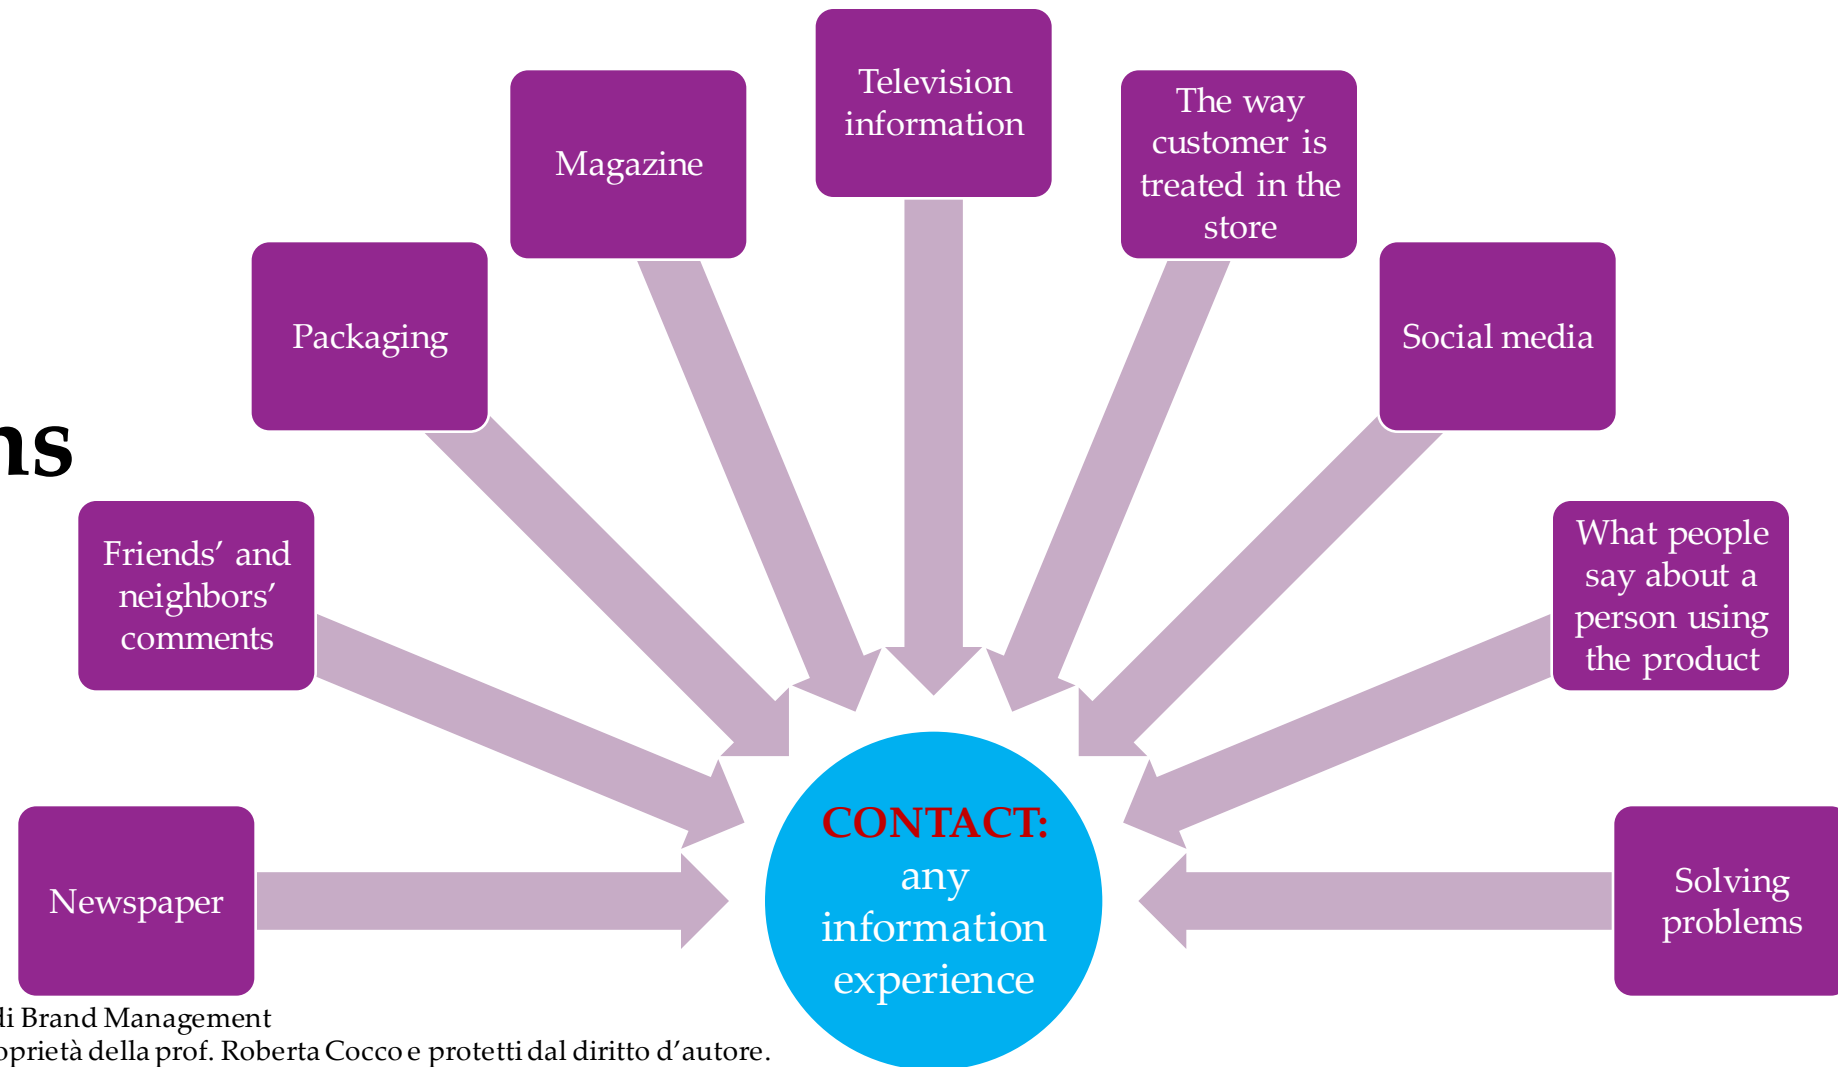 Television
information
The way
customer is
treated in the
store
Magazine
Packaging
Social media
ns
Friends’ and
neighbors’
comments
What people
say about a
person using
the product
Newspaper
CONTACT:
any
information
experience
Solving
problems
di Brand Management
oprietà della prof. Roberta Cocco e protetti dal diritto d’autore.